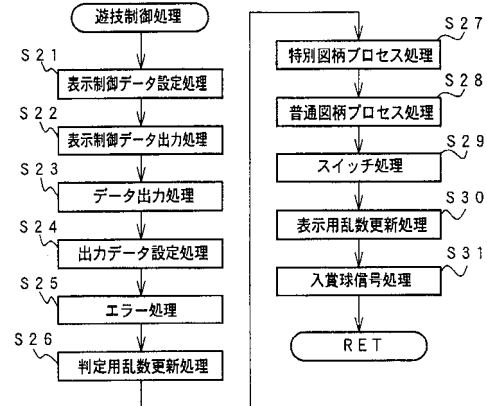 遊技制御処理
S21
表示制御データ設定処理
S22
表示制御データ出力処理
S23
データ出力処理
S24
出力データ設定処理
S25
エラー処理
S26
判定用乱数更新処理
S27
特別図柄プロセス処理
S28
普通図柄プロセス処理
S29
スイッチ処理
S30
表示用乱数更新処理
S31
入賞球信号処理
RET